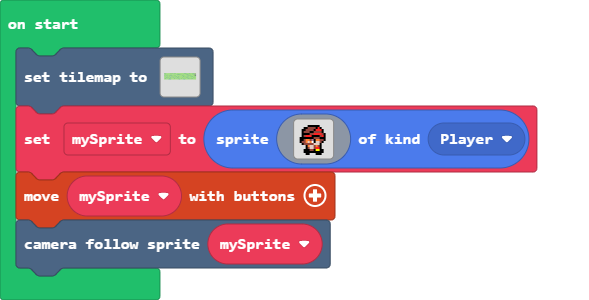 on start
set tilemap to
set mySprite to sprite of kind Player
move mySprite with buttons
camera follow sprite mySprite